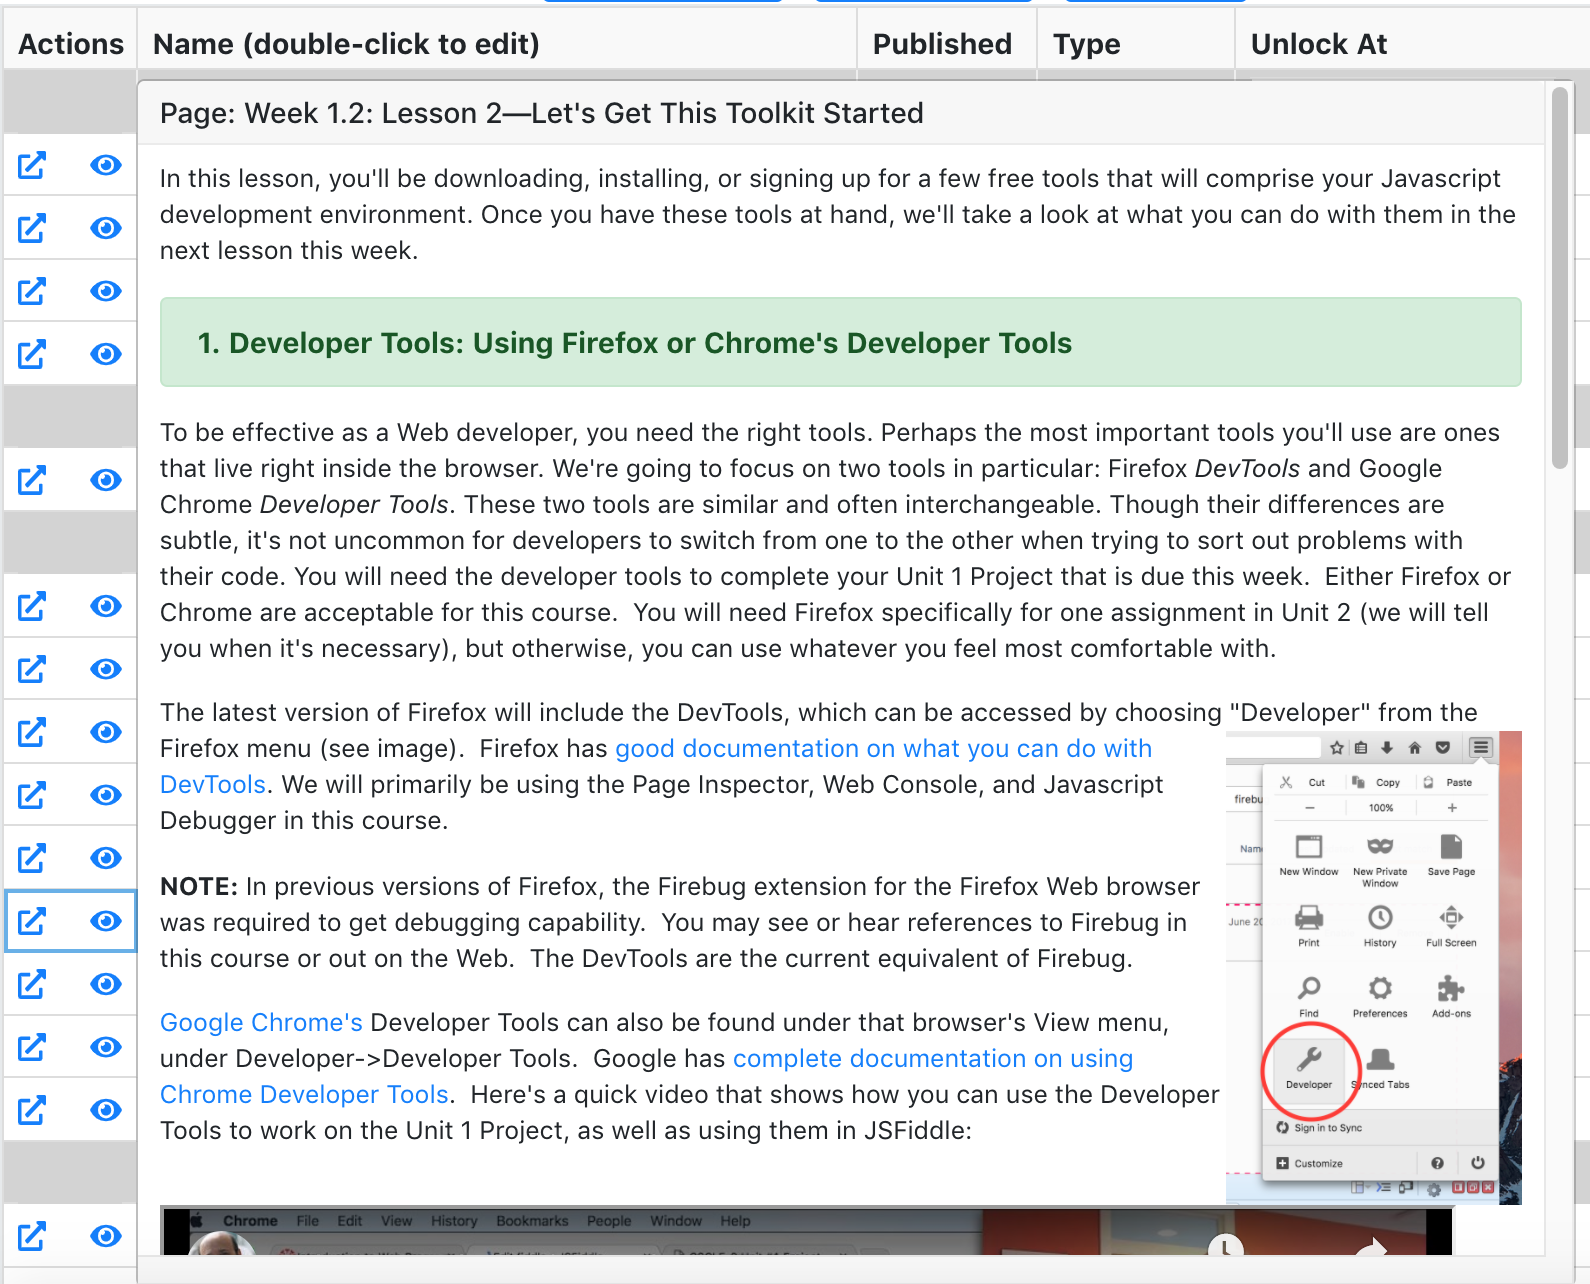 Actions Name (double-click to edit) Published Type Unlock At
Page: Week 1.2: Lesson 2—Let's Get This Toolkit Started
In this lesson, you'll be downloading, installing, or signing up for a few free tools that will comprise your Javascript
development environment. Once you have these tools at hand, we'll take a look at what you can do with them in the
next lesson this week.
1. Developer Tools: Using Firefox or Chrome's Developer Tools
To be effective as a Web developer, you need the right tools. Perhaps the most important tools you'll use are ones
that live right inside the browser. We're going to focus on two tools in particular: Firefox DevTools and Google
Chrome Developer Tools. These two tools are similar and often interchangeable. Though their differences are
subtle, it's not uncommon for developers to switch from one to the other when trying to sort out problems with
their code. You will need the developer tools to complete your Unit 1 Project that is due this week.  Either Firefox or
Chrome are acceptable for this course.  You will need Firefox specifically for one assignment in Unit 2 (we will tell
you when it's necessary), but otherwise, you can use whatever you feel most comfortable with.
The latest version of Firefox will include the DevTools, which can be accessed by choosing "Developer" from the
Firefox menu (see image).  Firefox has good documentation on what you can do with
DevTools. We will primarily be using the Page Inspector, Web Console, and Javascript
Debugger in this course.
NOTE: In previous versions of Firefox, the Firebug extension for the Firefox Web browser
was required to get debugging capability.  You may see or hear references to Firebug in
this course or out on the Web.  The DevTools are the current equivalent of Firebug.
Google Chrome's Developer Tools can also be found under that browser's View menu,
under Developer->Developer Tools.  Google has complete documentation on using
Chrome Developer Tools.  Here's a quick video that shows how you can use the Developer
Tools to work on the Unit 1 Project, as well as using them in JSFiddle:
Cut Copy Paste
firebu
− 100% +
Name
New Window New Private Window Save Page
June 20
Print History Full Screen
Find Preferences Add-ons
Developer Synced Tabs
Sign in to Sync
Customize
Chrome File Edit View History Bookmarks People Window Help